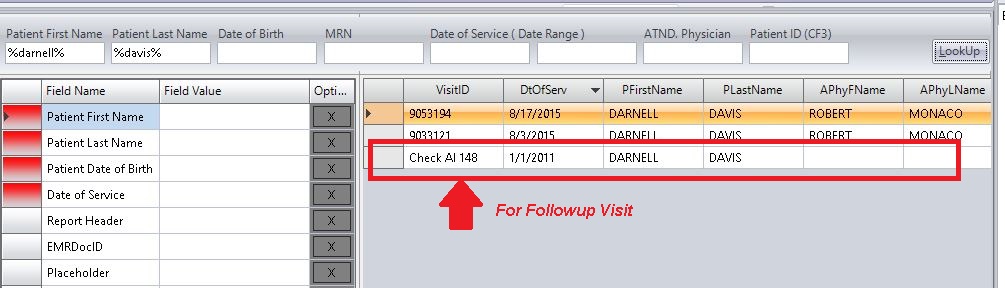 Patient First Name Patient Last Name Date of Birth MRN Date of Service ( Date Range ) ATND. Physician Patient ID (CF3)
%darnell% %davis% LookUp
Field Name Field Value Opti...
Patient First Name X
Patient Last Name X
Patient Date of Birth X
Date of Service X
Report Header X
EMRDocID X
Placeholder X
VisitID DtOfServ PFirstName PLastName APhyFName APhyLName
9053194 8/17/2015 DARNELL DAVIS ROBERT MONACO
9033121 8/3/2015 DARNELL DAVIS ROBERT MONACO
Check AI 148 1/1/2011 DARNELL DAVIS
For Followup Visit